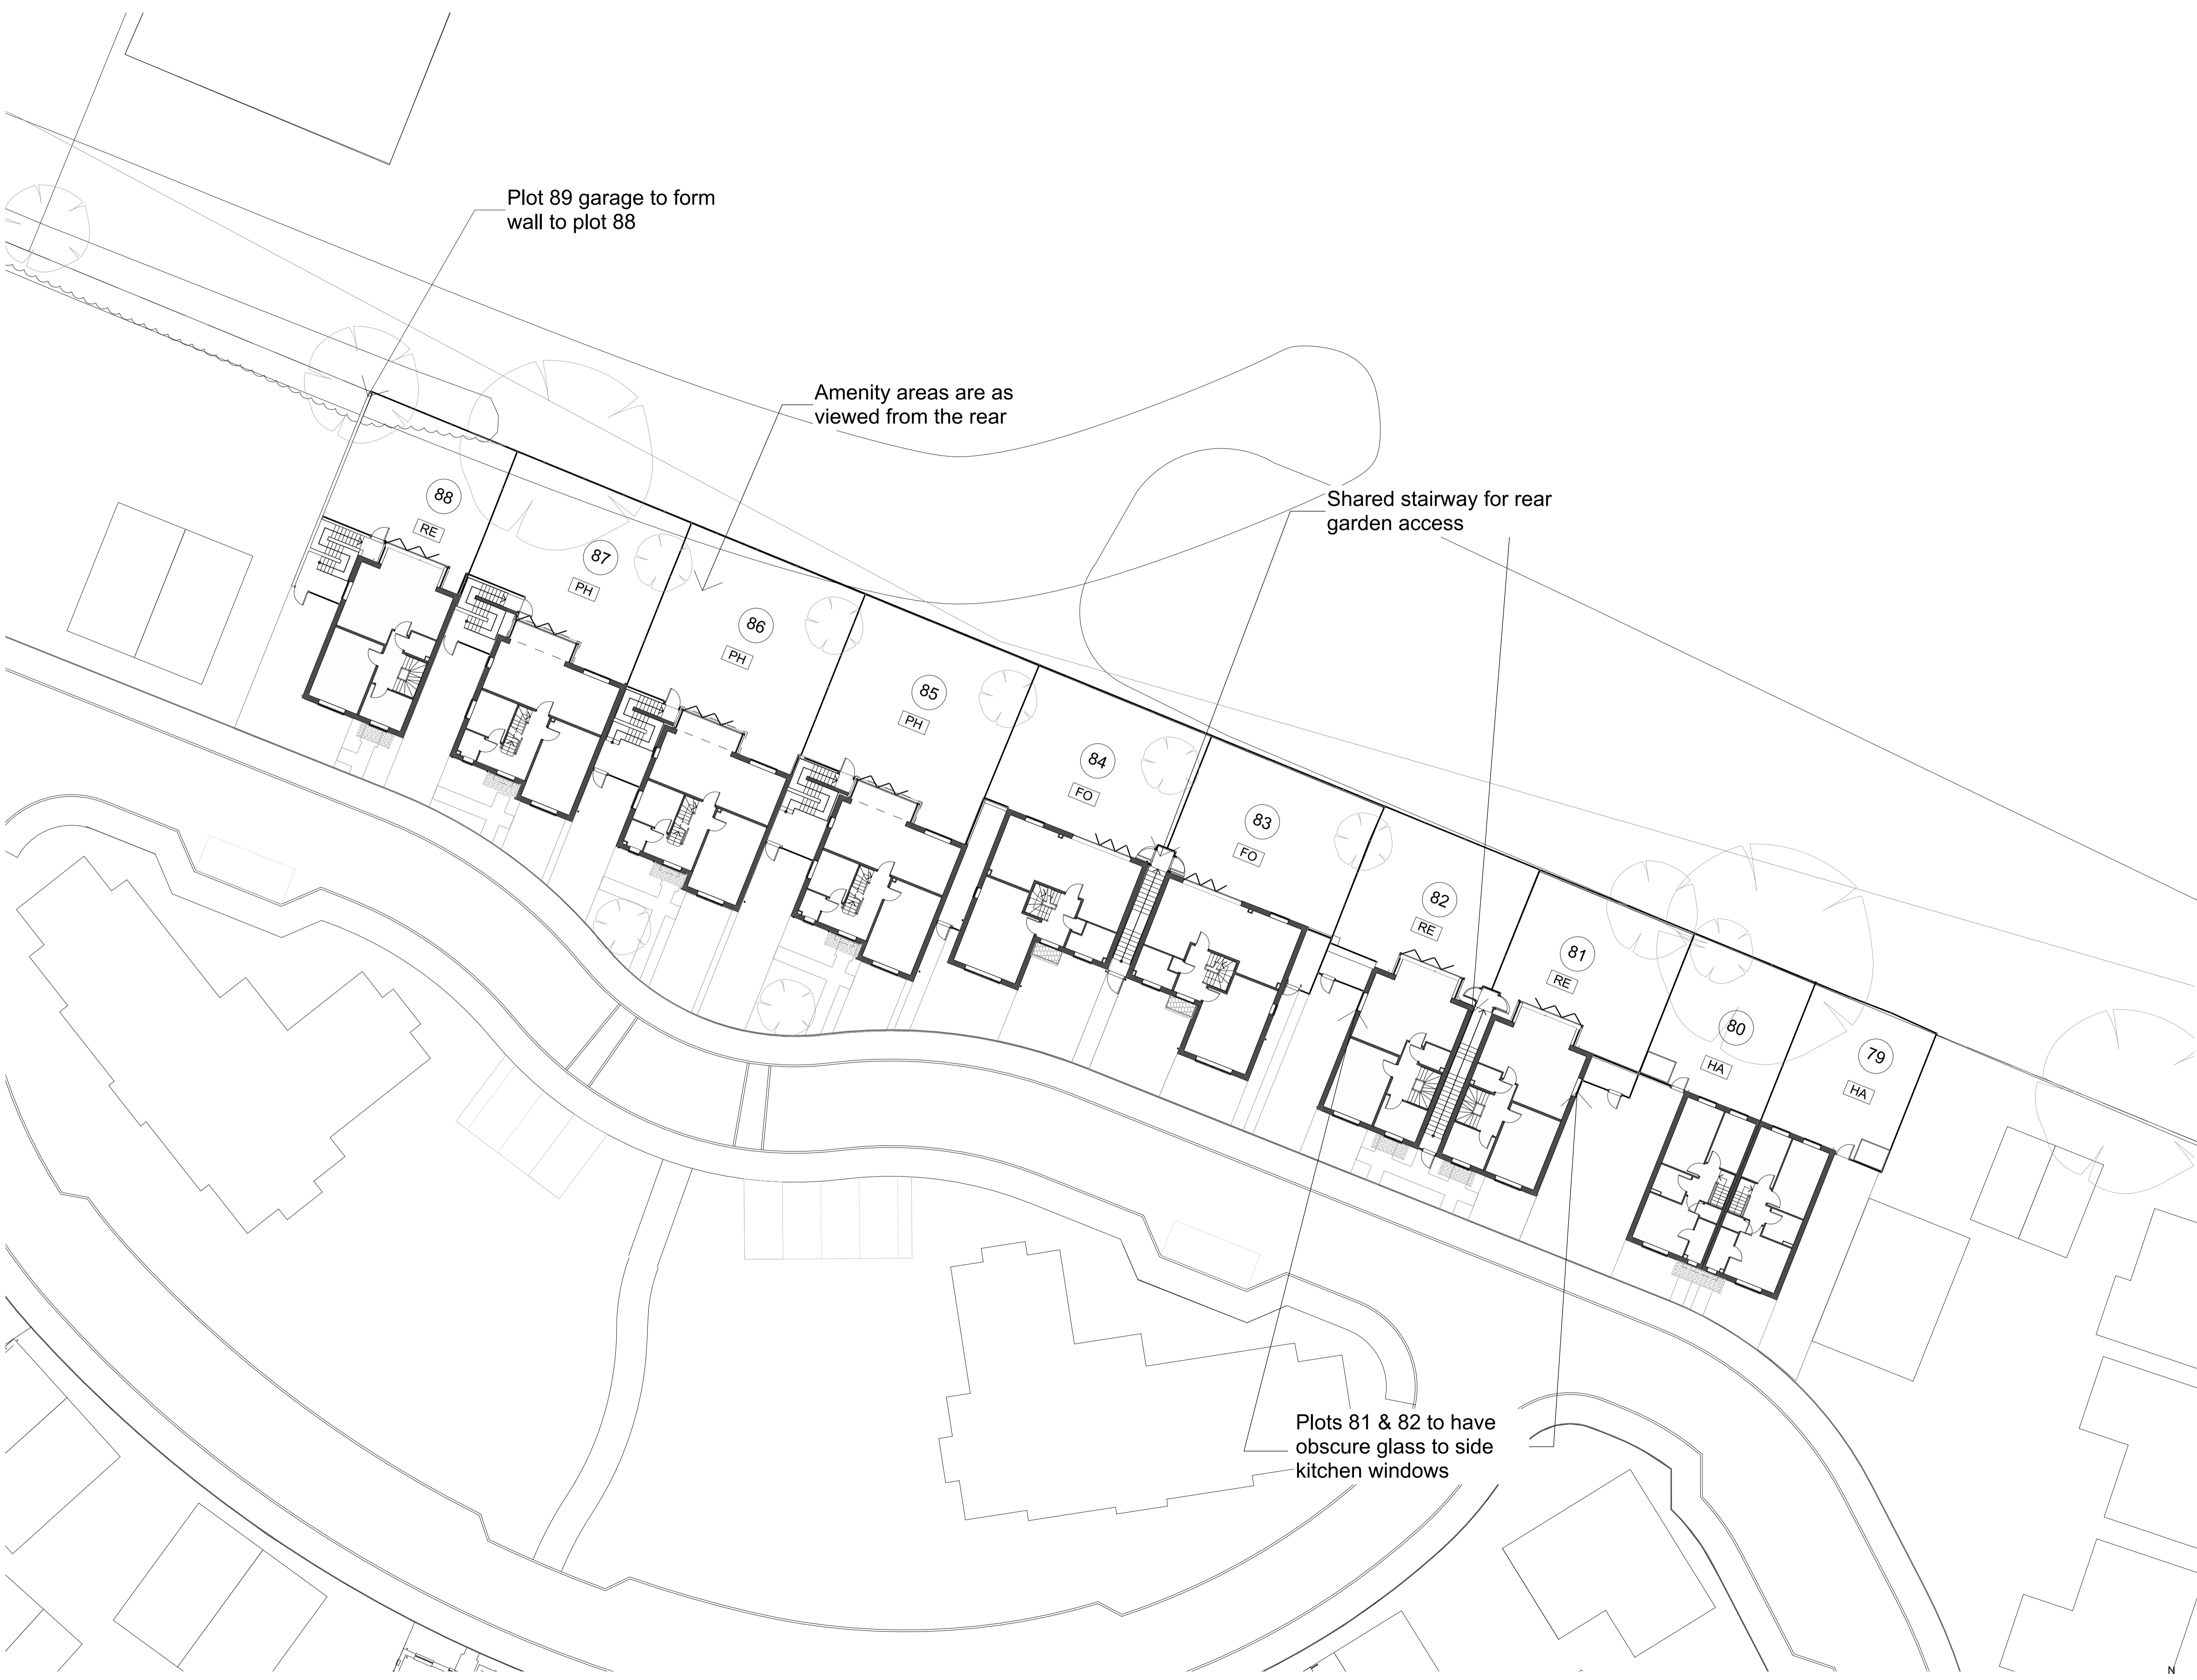 Plot 89 garage to form
wall to plot 88
Amenity areas are as
viewed from the rear
Shared stairway for rear
garden access
88
RE
87
PH
86
PH
85
PH
84
FO
83
FO
82
RE
81
RE
80
HA
79
HA
Plots 81 & 82 to have
obscure glass to side
kitchen windows
N